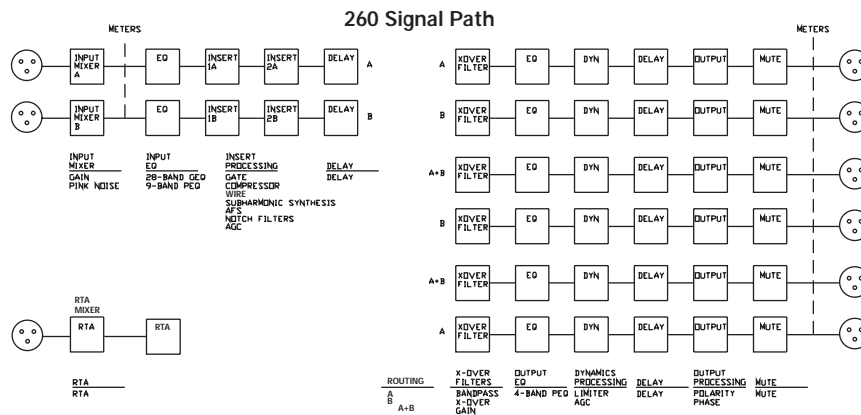 260 Signal Path
METERS
INPUT MIXER A
EQ
INSERT 1A
INSERT 2A
DELAY
A
INPUT MIXER B
EQ
INSERT 1B
INSERT 2B
DELAY
B
INPUT MIXER
GAIN
PINK NOISE
INPUT EQ
28-BAND GEQ
9-BAND PEQ
INSERT PROCESSING
GATE
COMPRESSOR
WIRE
SUBHARMONIC SYNTHESIS
AFS
NOTCH FILTERS
AGC
DELAY
DELAY
RTA MIXER
RTA
RTA
RTA
RTA
METERS
A
XOVER FILTER
EQ
DYN
DELAY
OUTPUT
MUTE
B
XOVER FILTER
EQ
DYN
DELAY
OUTPUT
MUTE
A+B
XOVER FILTER
EQ
DYN
DELAY
OUTPUT
MUTE
B
XOVER FILTER
EQ
DYN
DELAY
OUTPUT
MUTE
A+B
XOVER FILTER
EQ
DYN
DELAY
OUTPUT
MUTE
A
XOVER FILTER
EQ
DYN
DELAY
OUTPUT
MUTE
ROUTING
A
B
A+B
X-OVER FILTERS
BANDPASS
X-OVER
GAIN
OUTPUT EQ
4-BAND PEQ
DYNAMICS PROCESSING
LIMITER
AGC
DELAY
DELAY
OUTPUT PROCESSING
POLARITY
PHASE
MUTE
MUTE